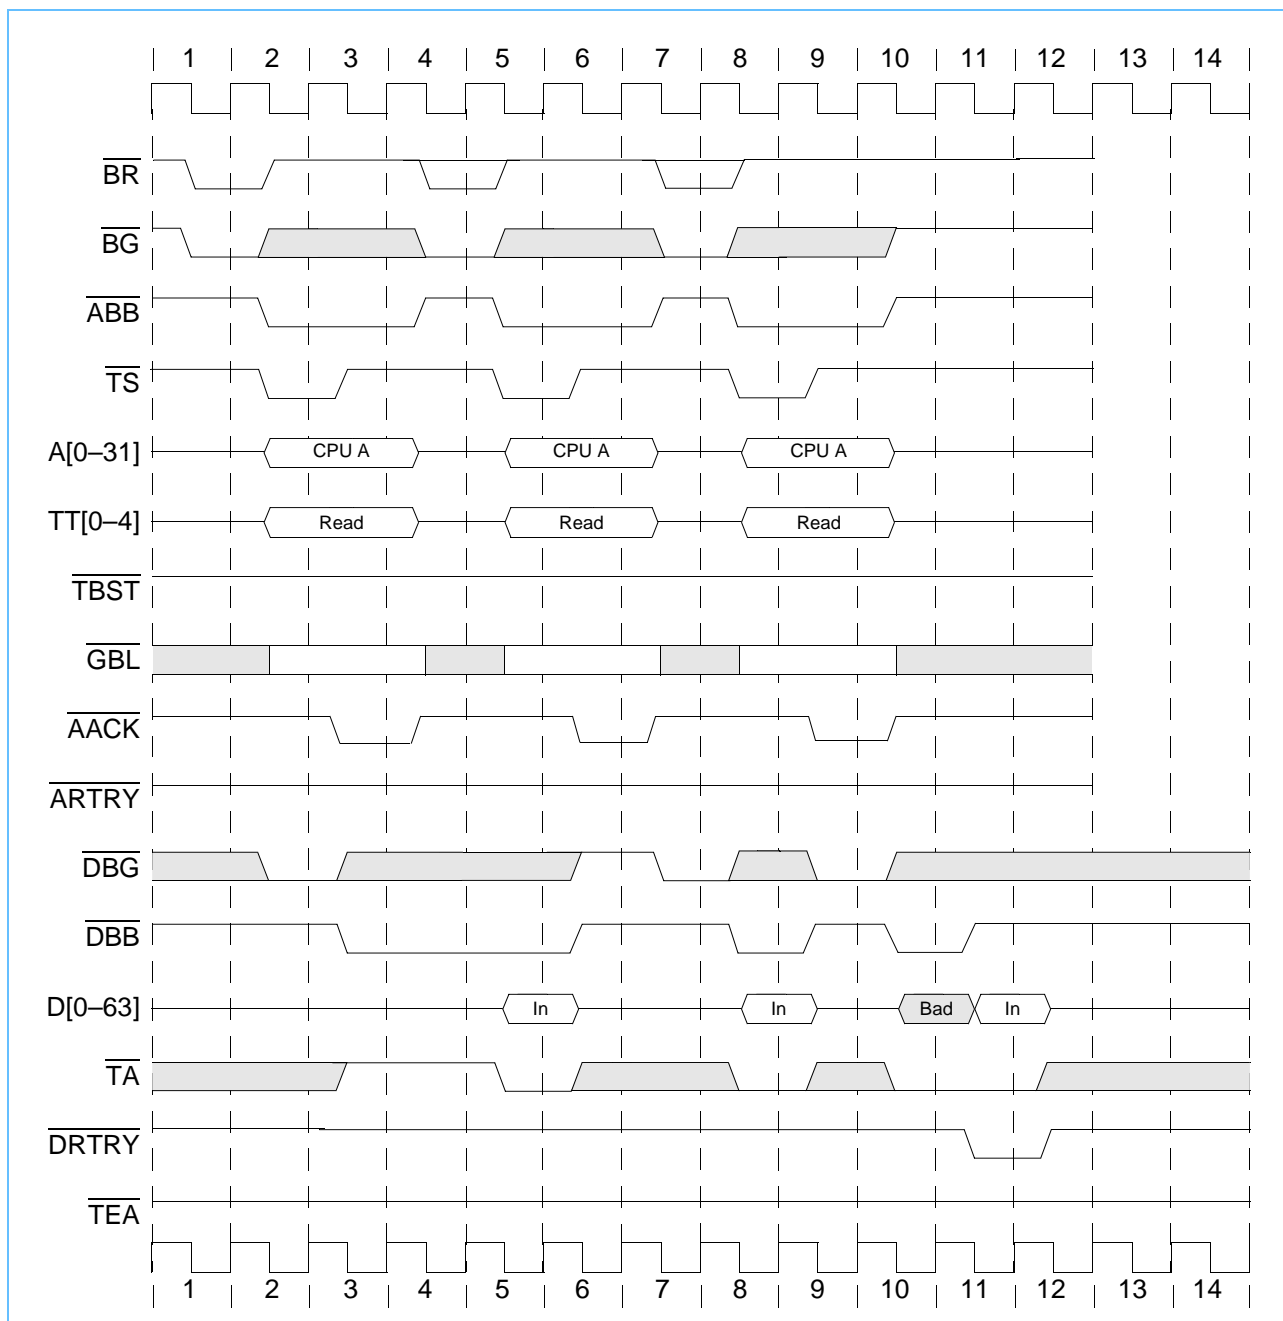 1 2 3 4 5 6 7 8 9 10 11 12 13 14
BR
BG
ABB
TS
A[0–31] CPU A CPU A CPU A
TT[0–4] Read Read Read
TBST
GBL
AACK
ARTRY
DBG
DBB
D[0–63] In In Bad In
TA
DRTRY
TEA
1 2 3 4 5 6 7 8 9 10 11 12 13 14